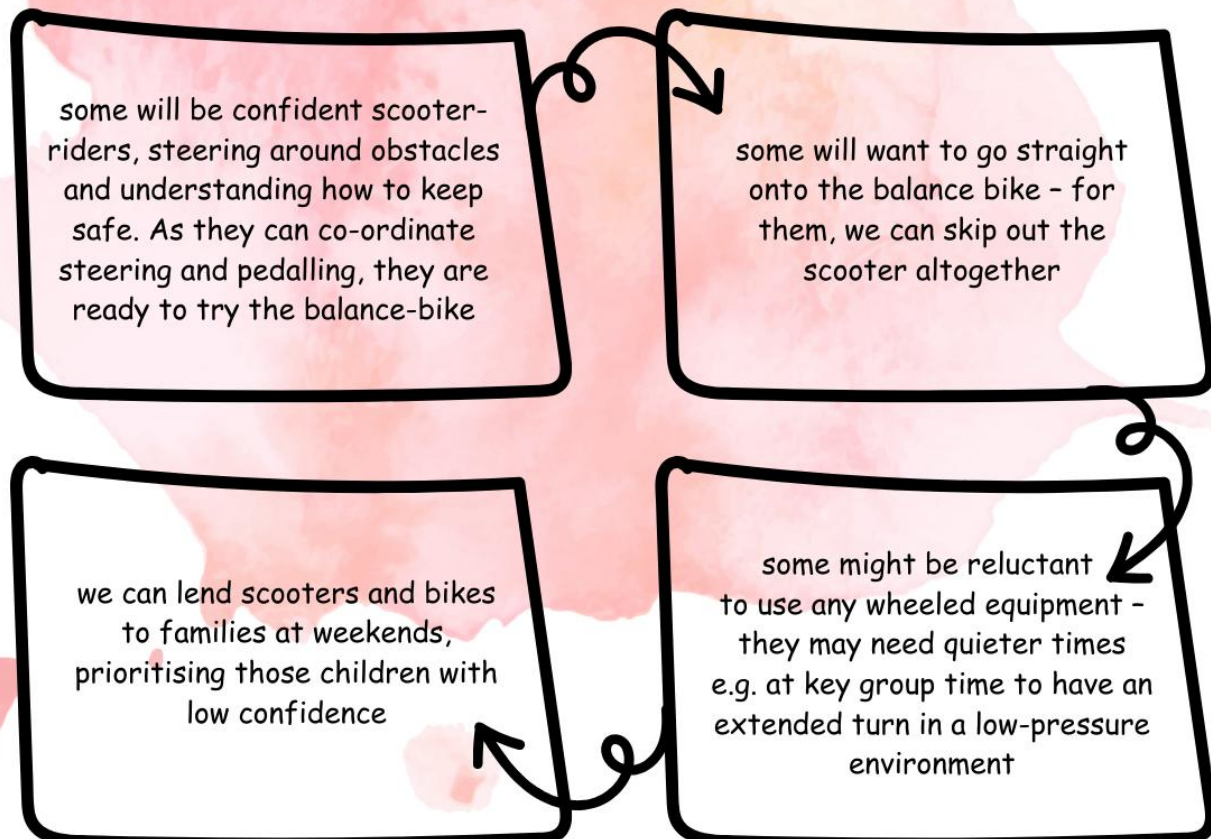 some will be confident scooter-
riders, steering around obstacles
and understanding how to keep
safe. As they can co-ordinate
steering and pedalling, they are
ready to try the balance-bike
some will want to go straight
onto the balance bike – for
them, we can skip out the
scooter altogether
some might be reluctant
to use any wheeled equipment –
they may need quieter times
e.g. at key group time to have an
extended turn in a low-pressure
environment
we can lend scooters and bikes
to families at weekends,
prioritising those children with
low confidence